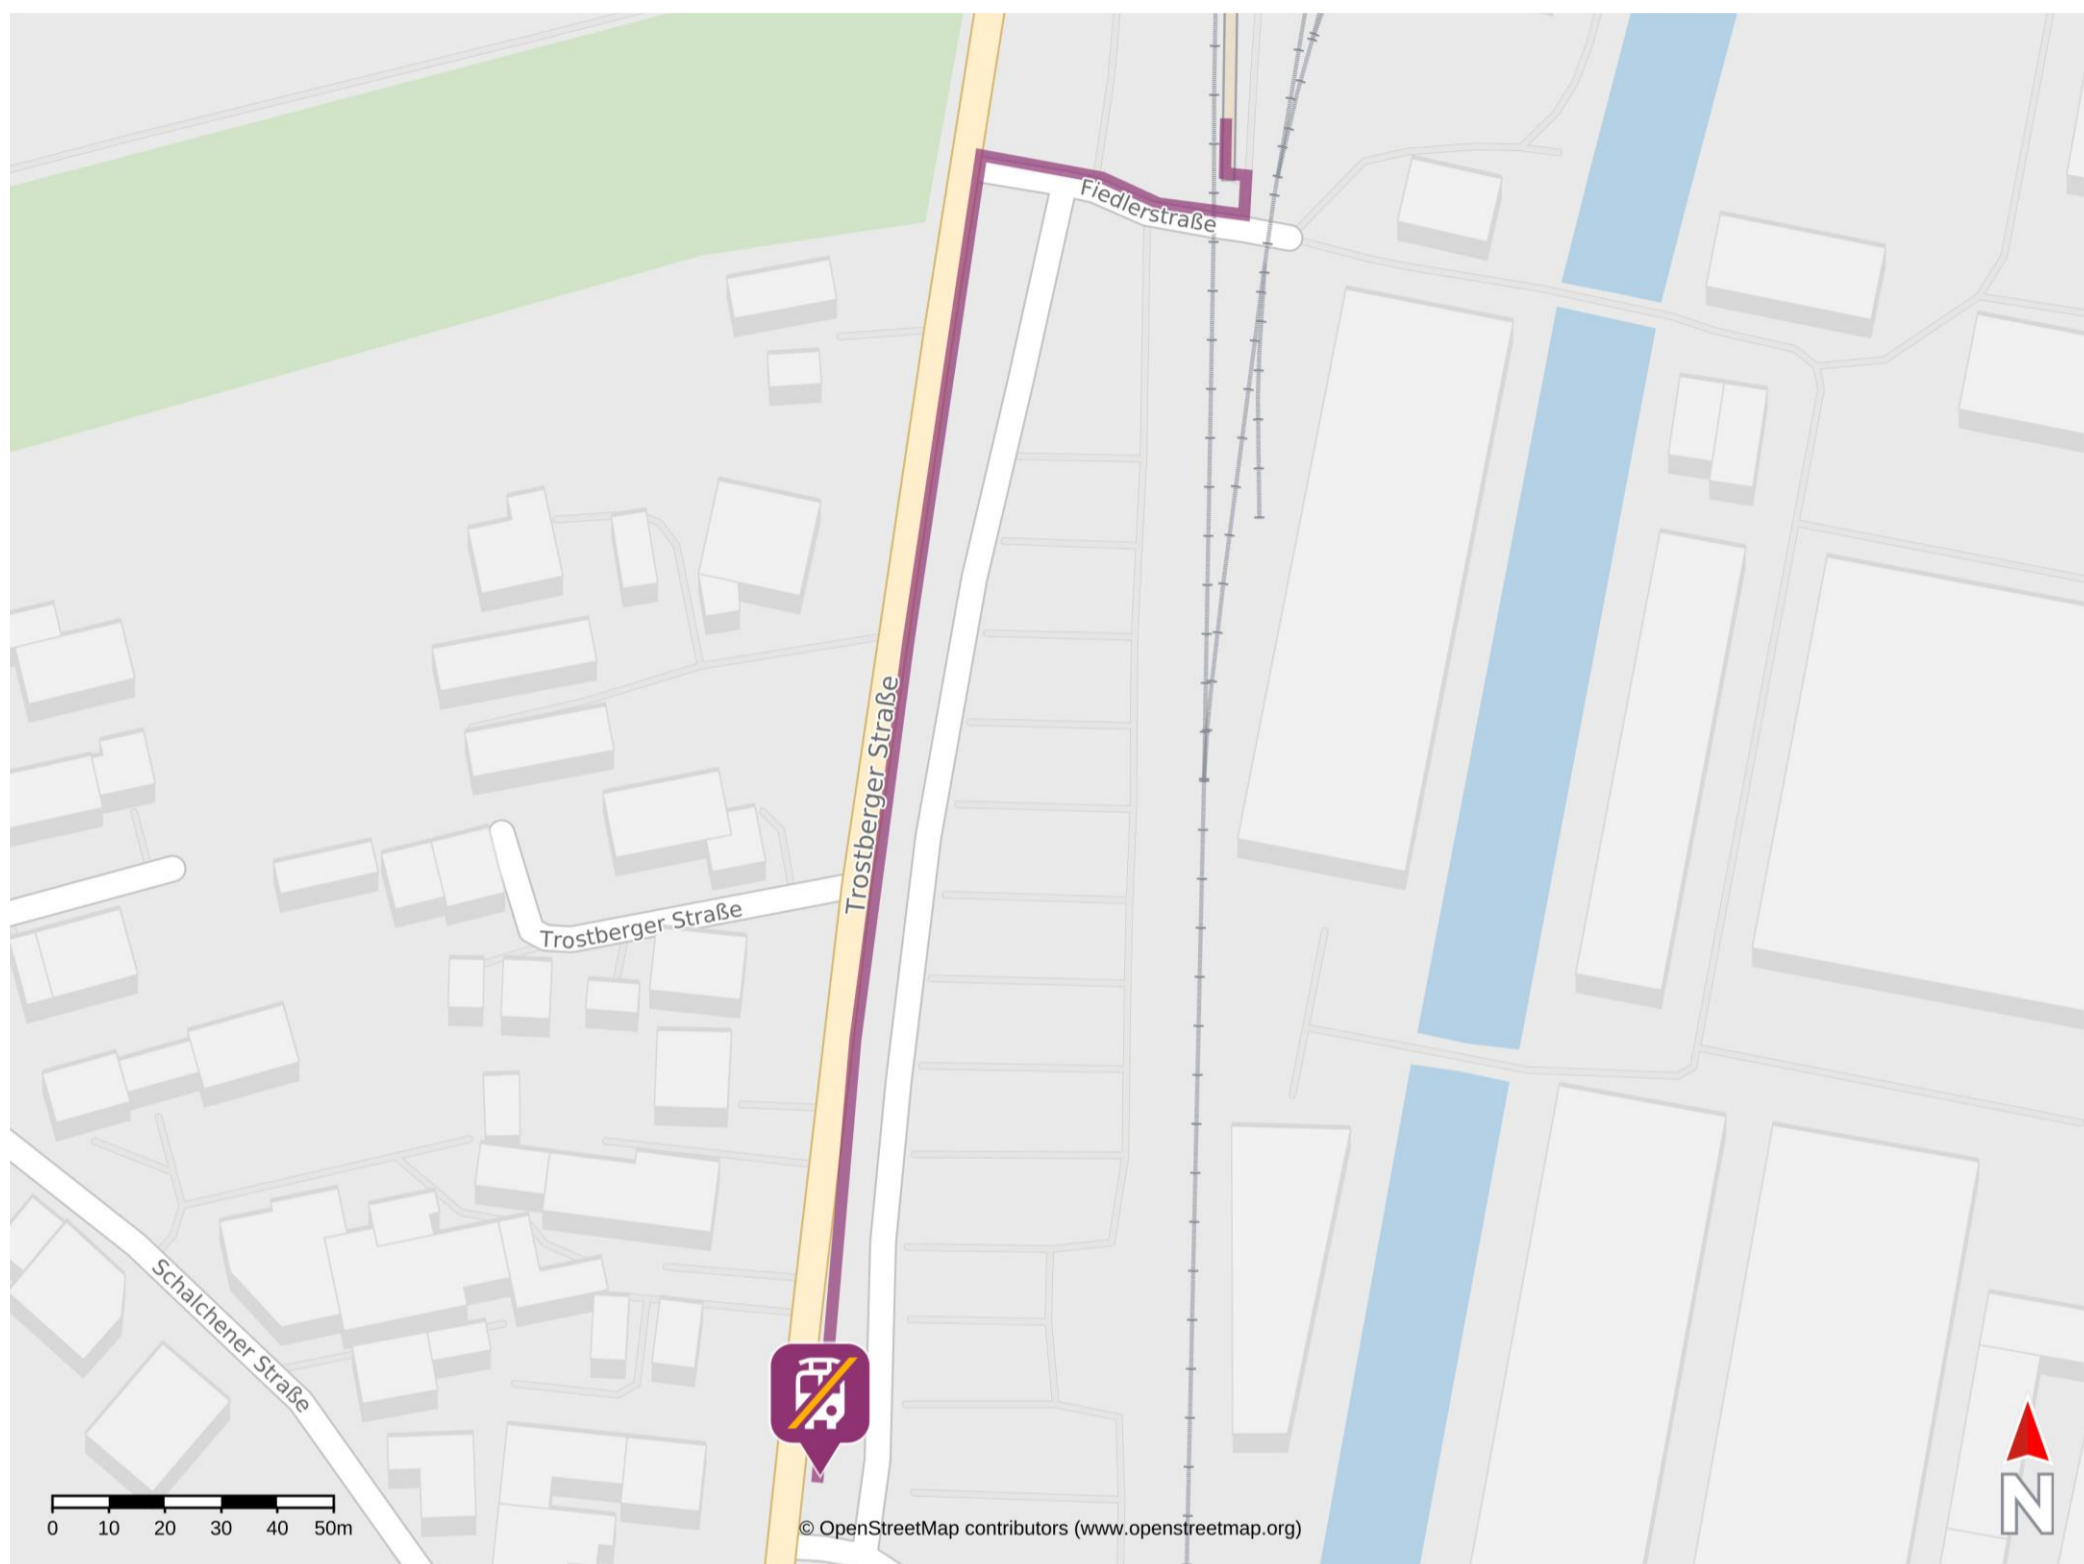 Fiedlerstraße
Trostberger Straße
Trostberger Straße
Schalchener Straße
0 10 20 30 40 50m
© OpenStreetMap contributors (www.openstreetmap.org)
N